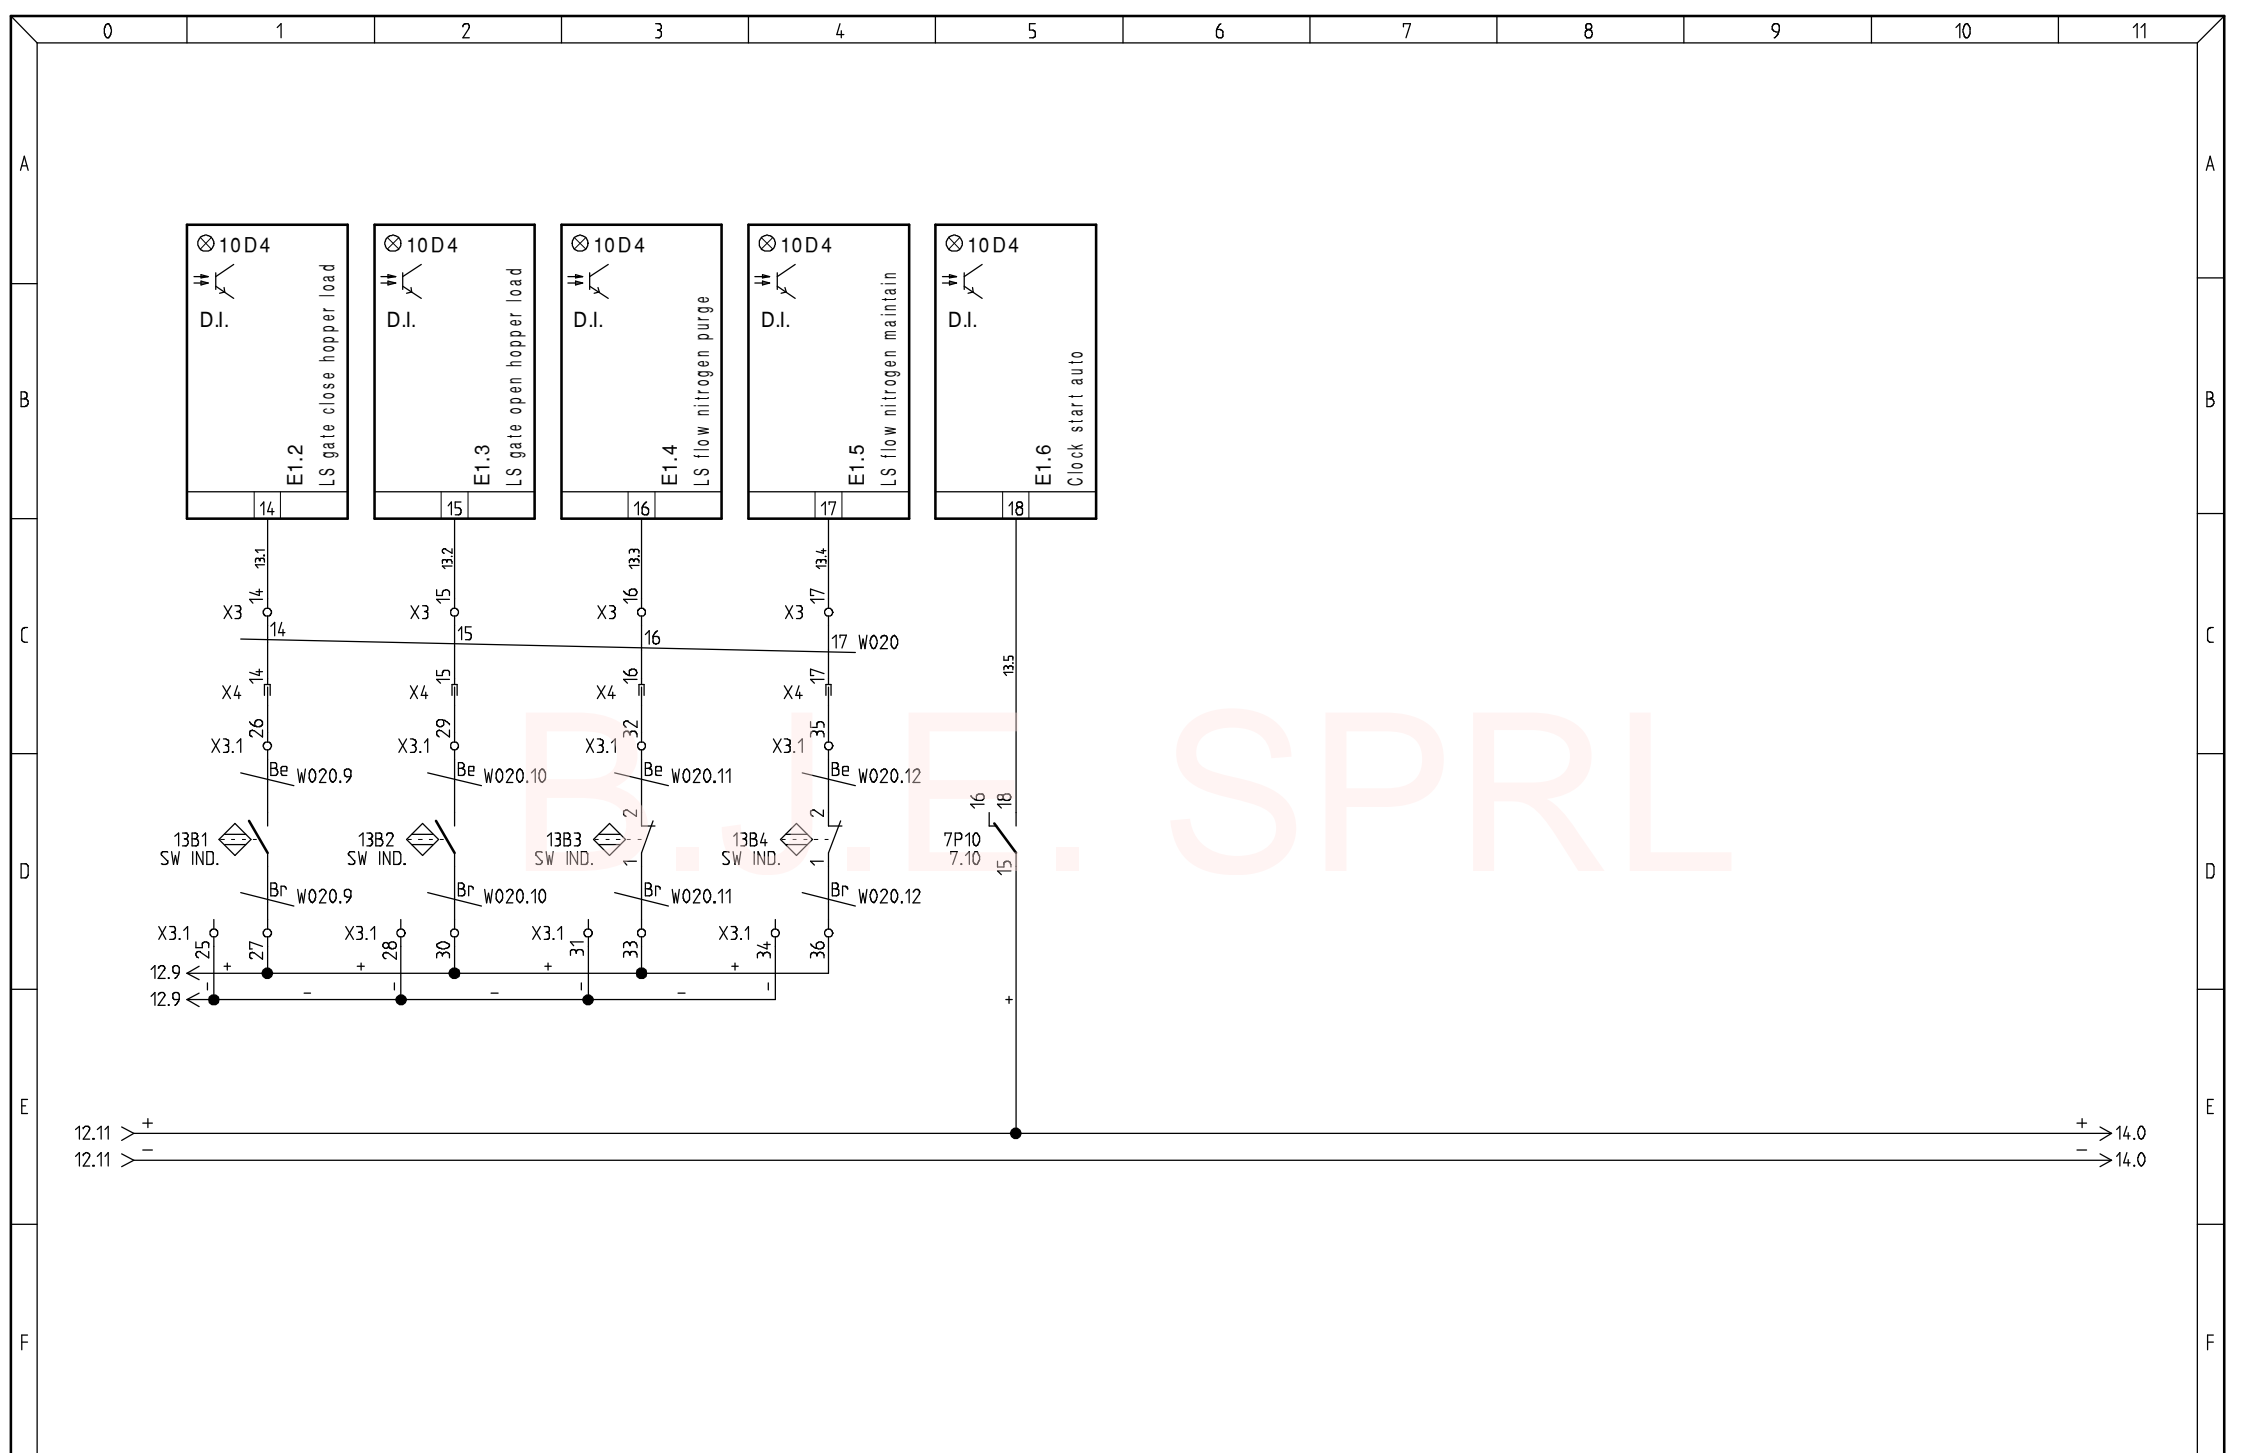 0 1 2 3 4 5 6 7 8 9 10 11
A A
10D4 10D4 10D4 10D4 10D4
D.I. D.I. D.I. D.I. D.I.
B B
E1.2
LS gate close hopper load
E1.3
LS gate open hopper load
E1.4
LS flow nitrogen purge
E1.5
LS flow nitrogen maintain
E1.6
Clock start auto
14 15 16 17 18
13.1 13.2 13.3 13.4
X3 14 X3 15 X3 16 X3 17
C 14 15 16 17 W020 C
13.5
X4 14 X4 15 X4 16 X4 17
X3.1 26 X3.1 29 X3.1 32 X3.1 35
Be W020.9 Be W020.10 Be W020.11 Be W020.12
B.J.E. SPRL
2 2 16 18
13B1 13B2 13B3 13B4 7P10
SW IND. SW IND. SW IND. SW IND. 7.10
D 1 1 15 D
Br W020.9 Br W020.10 Br W020.11 Br W020.12
X3.1 25 27 X3.1 28 30 X3.1 31 33 X3.1 34 36
12.9 + + + +
12.9 - - - - - - - -
+
E E
12.11 + + 14.0
12.11 - - 14.0
F F